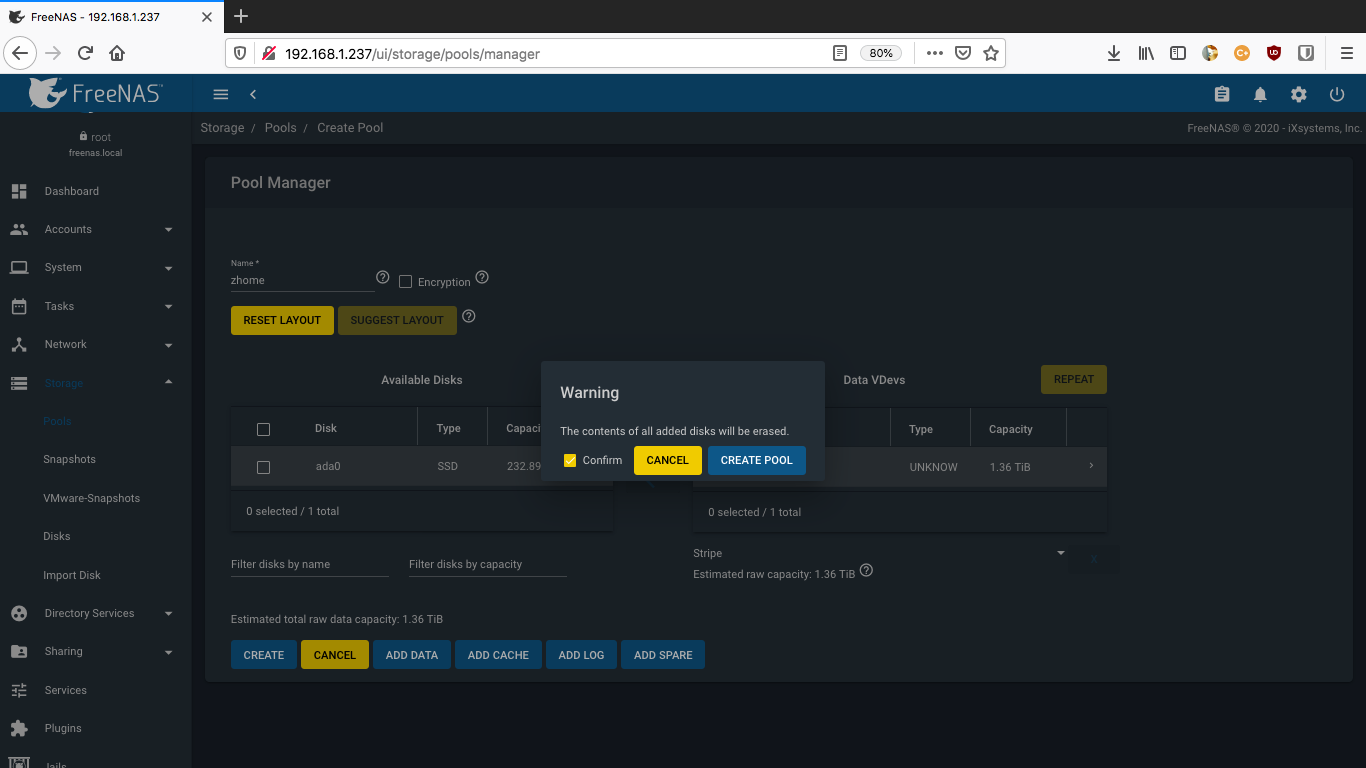 FreeNAS - 192.168.1.237
192.168.1.237/ui/storage/pools/manager
80%
FreeNAS
root
freenas.local
Storage / Pools / Create Pool
FreeNAS® © 2020 - iXsystems, Inc.
Dashboard
Accounts
System
Tasks
Network
Storage
Pools
Snapshots
VMware-Snapshots
Disks
Import Disk
Directory Services
Sharing
Services
Plugins
Jails
Pool Manager
Name *
zhome
Encryption
RESET LAYOUT
SUGGEST LAYOUT
Available Disks
Disk
Type
Capaci
ada0
SSD
232.89
0 selected / 1 total
Filter disks by name
Filter disks by capacity
Data VDevs
REPEAT
Type
Capacity
UNKNOW
1.36 TiB
0 selected / 1 total
Stripe
Estimated raw capacity: 1.36 TiB
Warning
The contents of all added disks will be erased.
Confirm
CANCEL
CREATE POOL
Estimated total raw data capacity: 1.36 TiB
CREATE
CANCEL
ADD DATA
ADD CACHE
ADD LOG
ADD SPARE